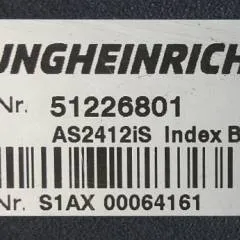 UNGHEINRICH
Nr. 51226801
AS2412iS Index B
Nr. S1AX 00064161